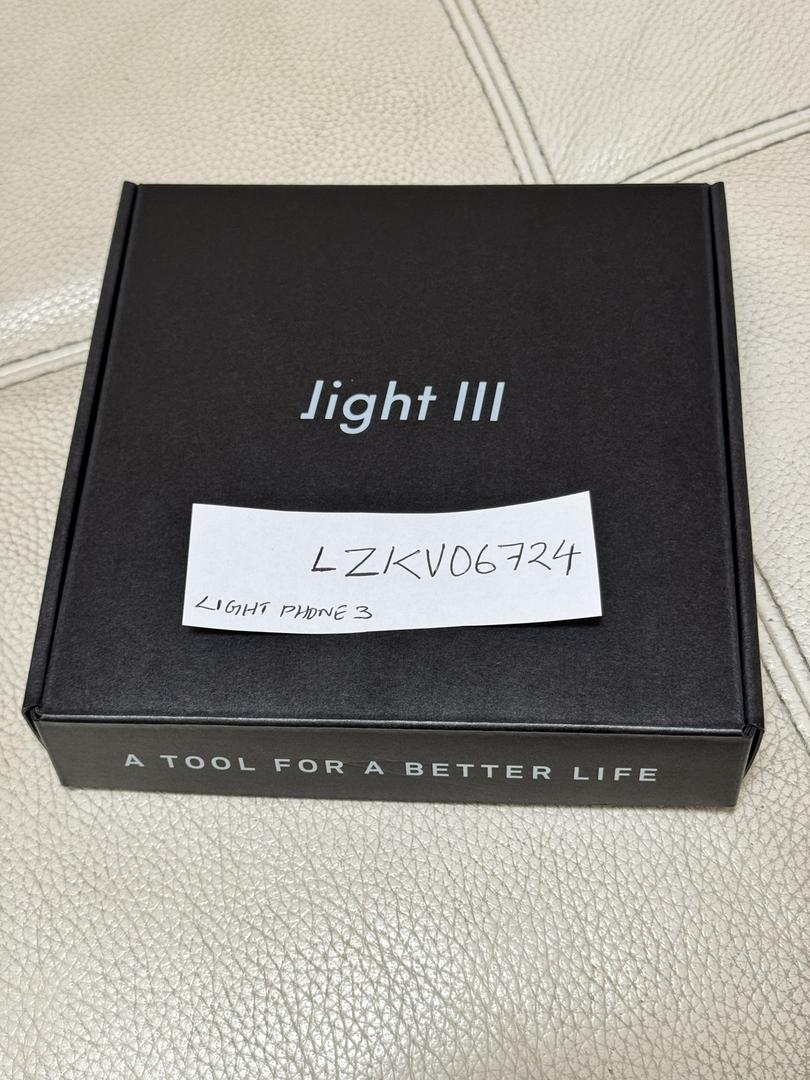 light III
LZKV06724
LIGHT PHONE 3
A TOOL FOR A BETTER LIFE